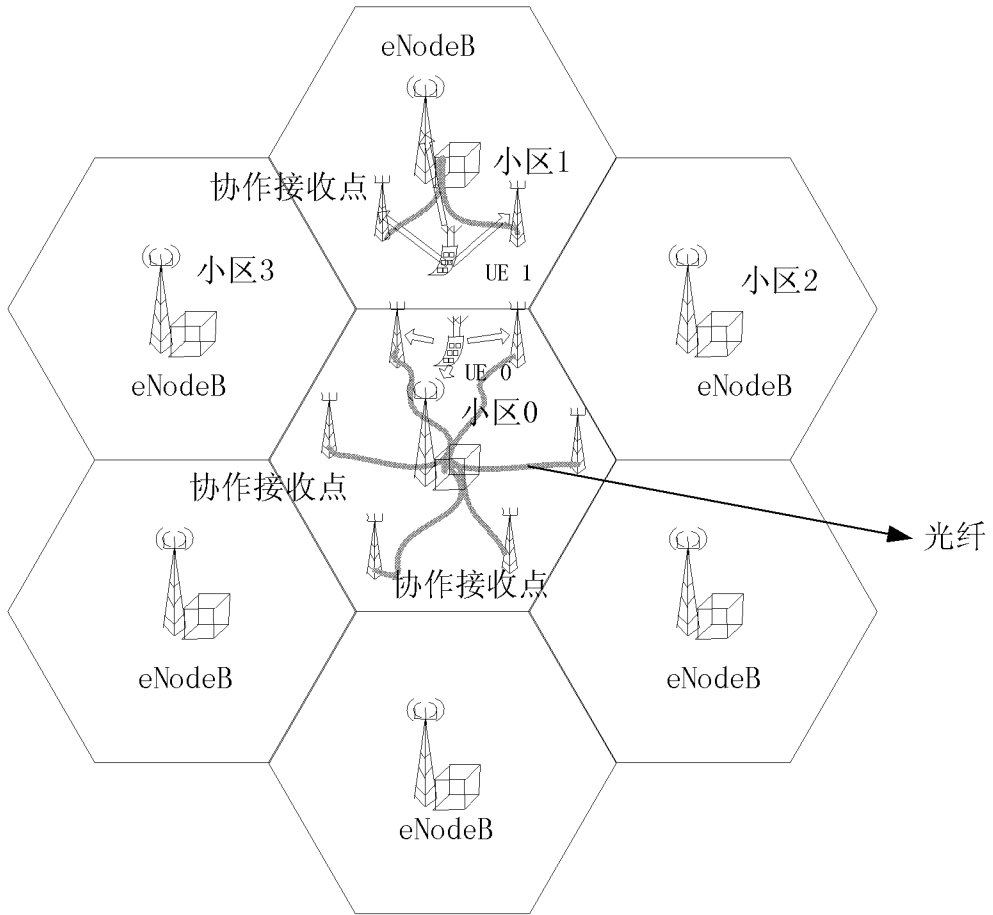 eNodeB
小区1
协作接收点
UE 1
小区3
小区2
eNodeB
eNodeB
UE 0
小区0
协作接收点
光纤
协作接收点
eNodeB
eNodeB
eNodeB